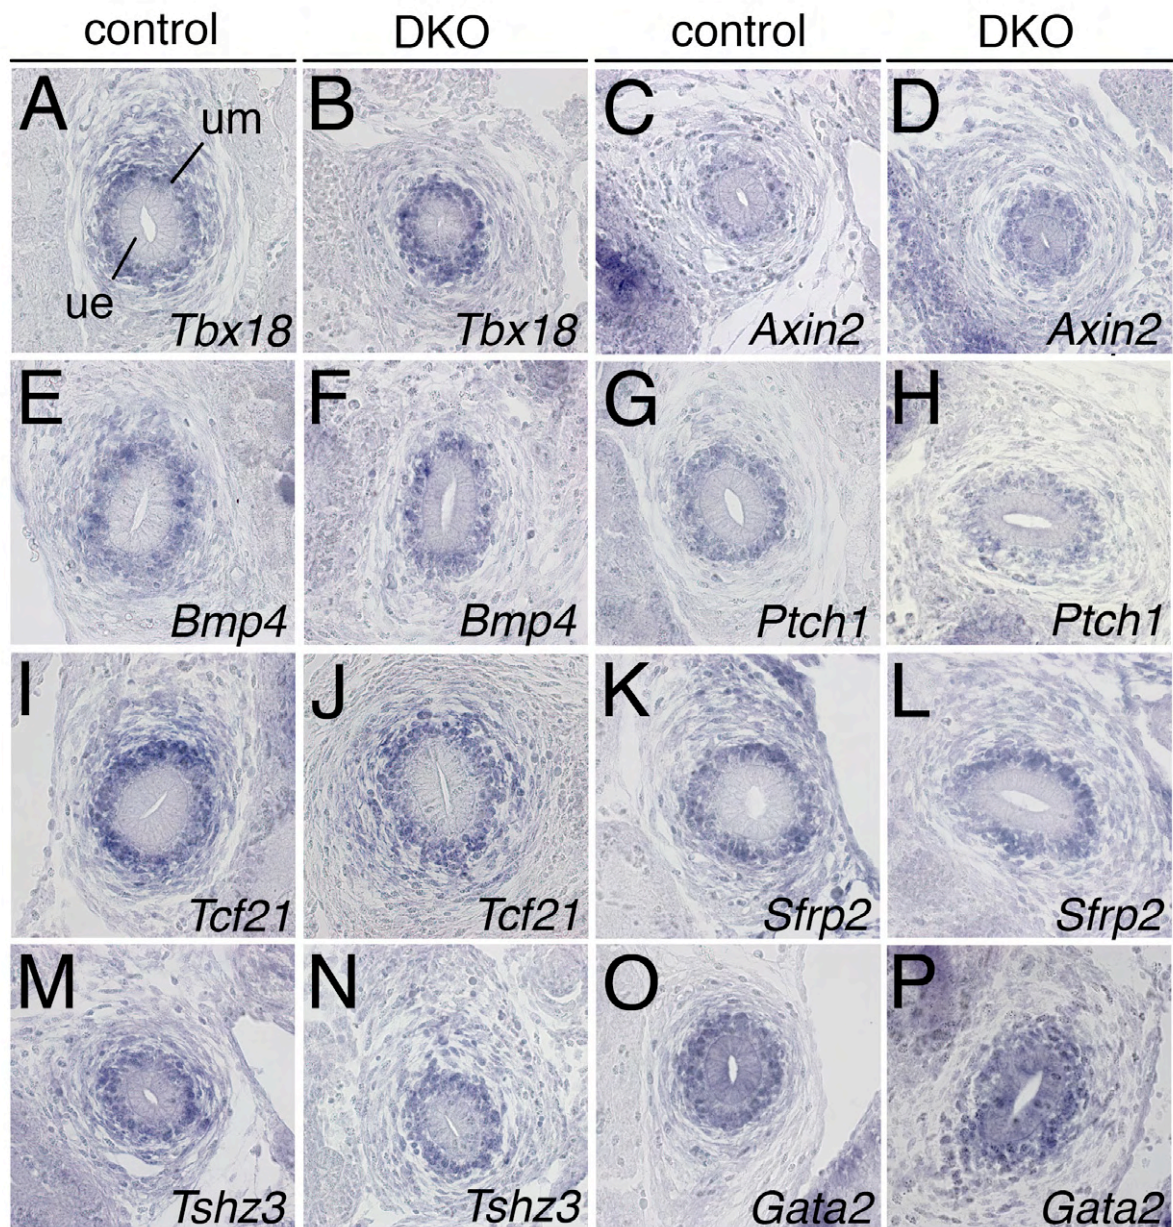 control DKO control DKO
A um ue Tbx18 B Tbx18 C Axin2 D Axin2
E Bmp4 F Bmp4 G Ptch1 H Ptch1
I Tcf21 J Tcf21 K Sfrp2 L Sfrp2
M Tshz3 N Tshz3 O Gata2 P Gata2